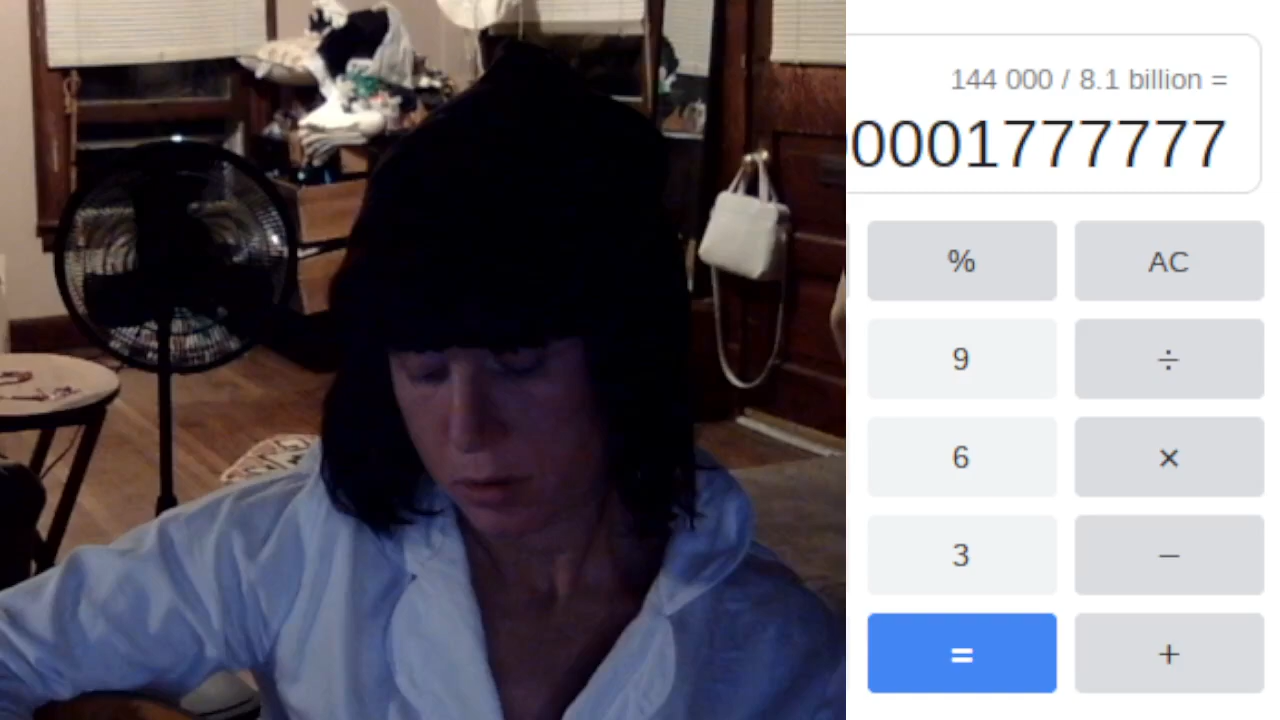 144 000 / 8.1 billion =
0001777777
% AC
9 ÷
6 ×
3 −
= +